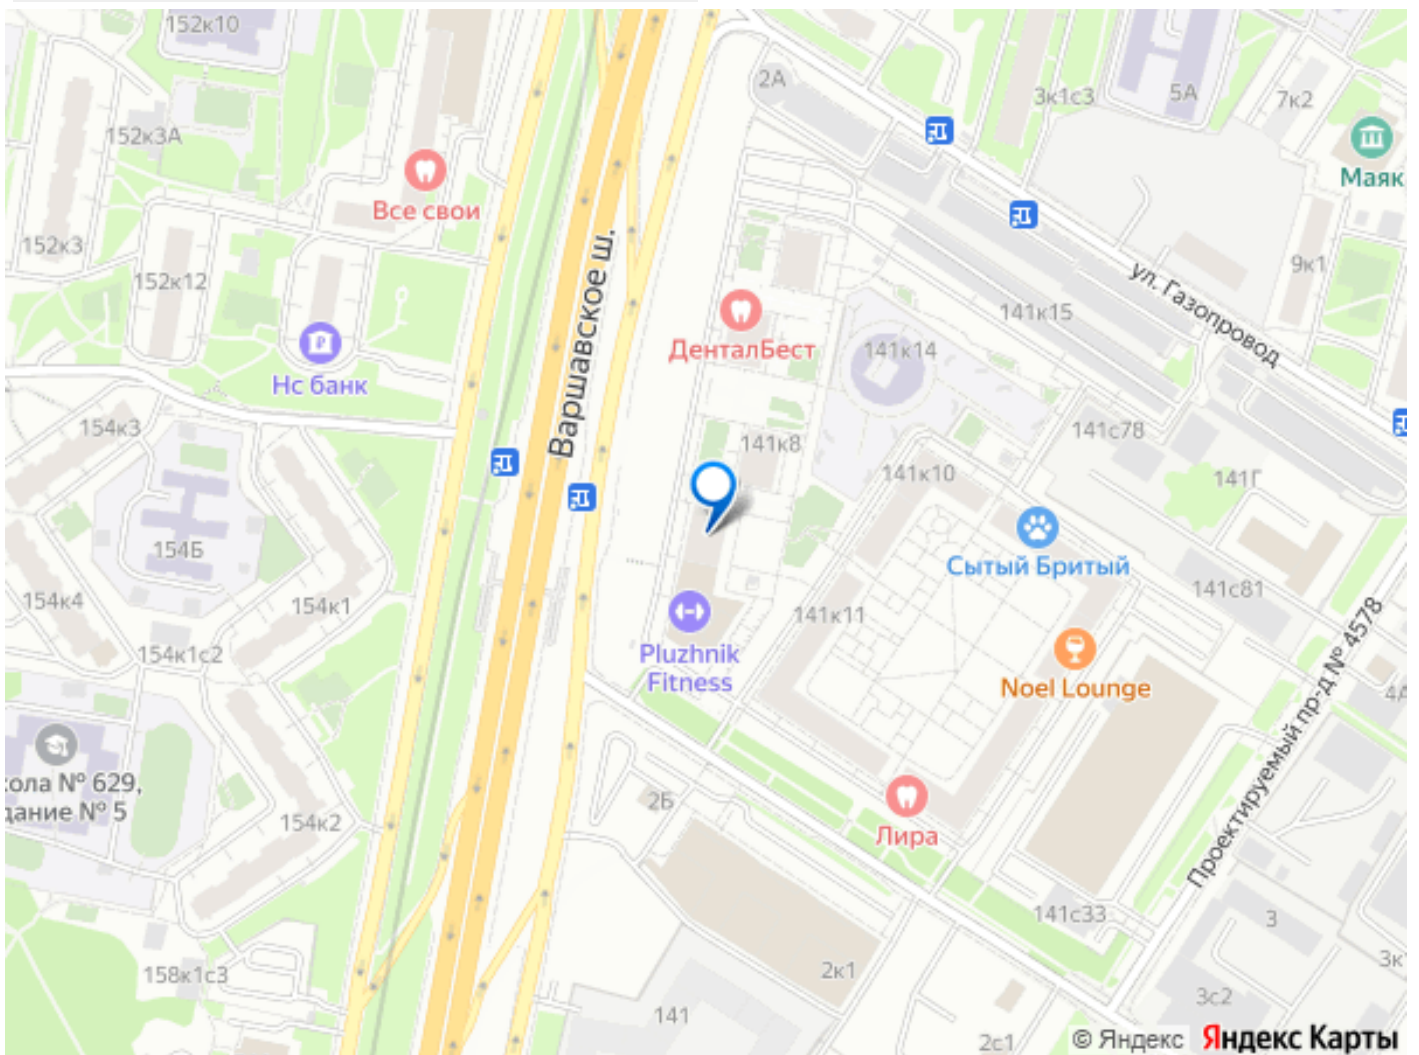 152к10
2А
3к1с3
5А
7к2
152к3А
Маяк
Все свои
152к3
152к12
Варшавское ш.
ул. Газопровод
9к1
141к15
ДенталБест
141к14
Нс банк
154к3
141к8
141с78
141к10
141Г
154Б
Сытый Бритый
141с81
154к4
154к1
141к11
154к1с2
Pluzhnik
Fitness
Noel Lounge
Проектируемый пр-д № 4578
4А
кола № 629,
дание № 5
154к2
2Б
Лира
141с33
3
158к1с3
2к1
3к
3с2
141
2с1
© Яндекс Яндекс Карты